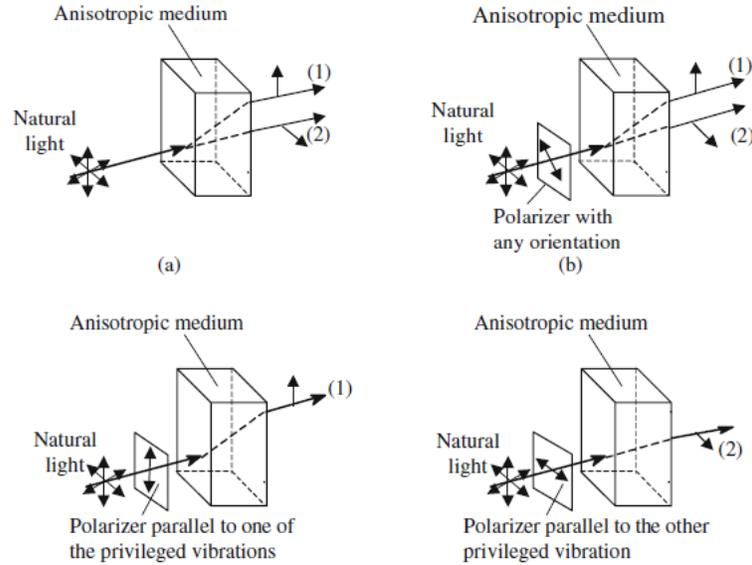 Anisotropic medium
(1)
Natural
light
(2)
(a)
Anisotropic medium
(1)
Natural
light
(2)
Polarizer with
any orientation
(b)
Anisotropic medium
(1)
Natural
light
Polarizer parallel to one of
the privileged vibrations
Anisotropic medium
Natural
light
(2)
Polarizer parallel to the other
privileged vibration